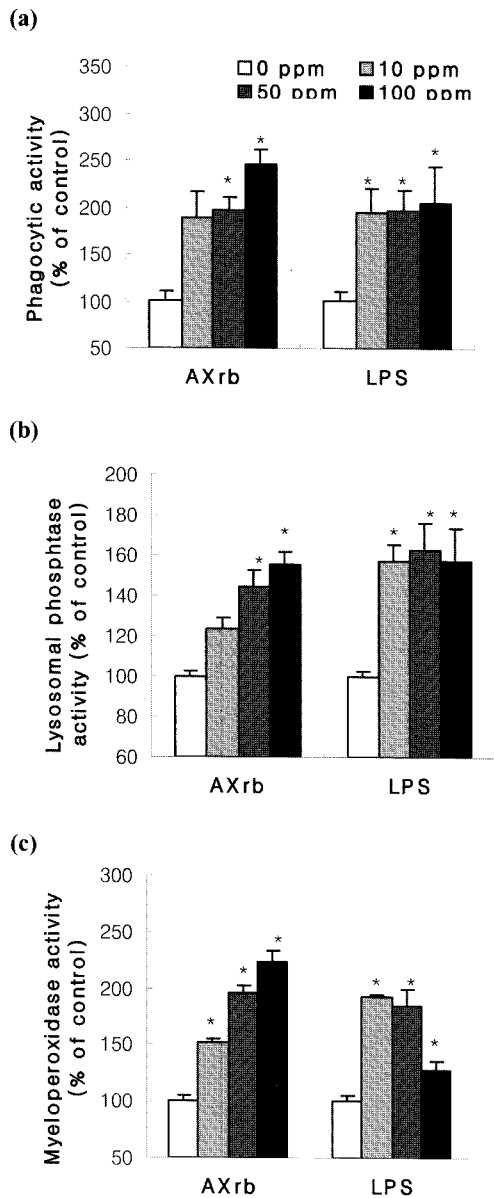 (a)
350
300
250
200
150
100
50
Phagocytic activity
(% of control)
0 ppm 10 ppm
50 ppm 100 ppm
* *
* * *
AXrb LPS
(b)
200
180
160
140
120
100
80
60
Lysosomal phosphtase
activity (% of control)
* *
* * *
AXrb LPS
(c)
300
250
200
150
100
50
Myeloperoxidase activity
(% of control)
* * *
* * *
AXrb LPS